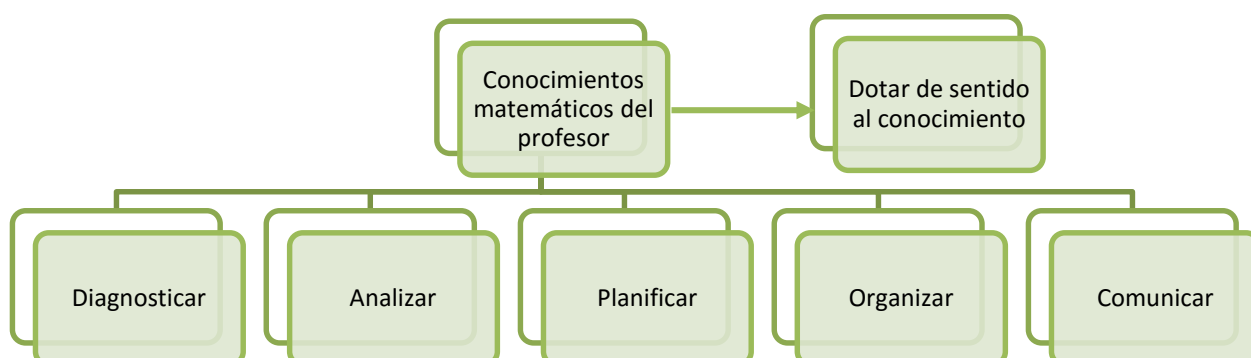 Conocimientos
matemáticos del
profesor
Dotar de sentido
al conocimiento
Diagnosticar
Analizar
Planificar
Organizar
Comunicar